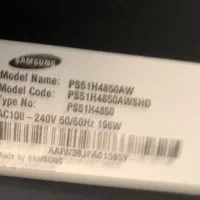 SAMSUNG
Model Name: PS51H4850AW
Model Code: PS51H4850AWSHD
Type No: PS51H4850
AC100 - 240V 50/60Hz 196W
Made by SAMSUNG